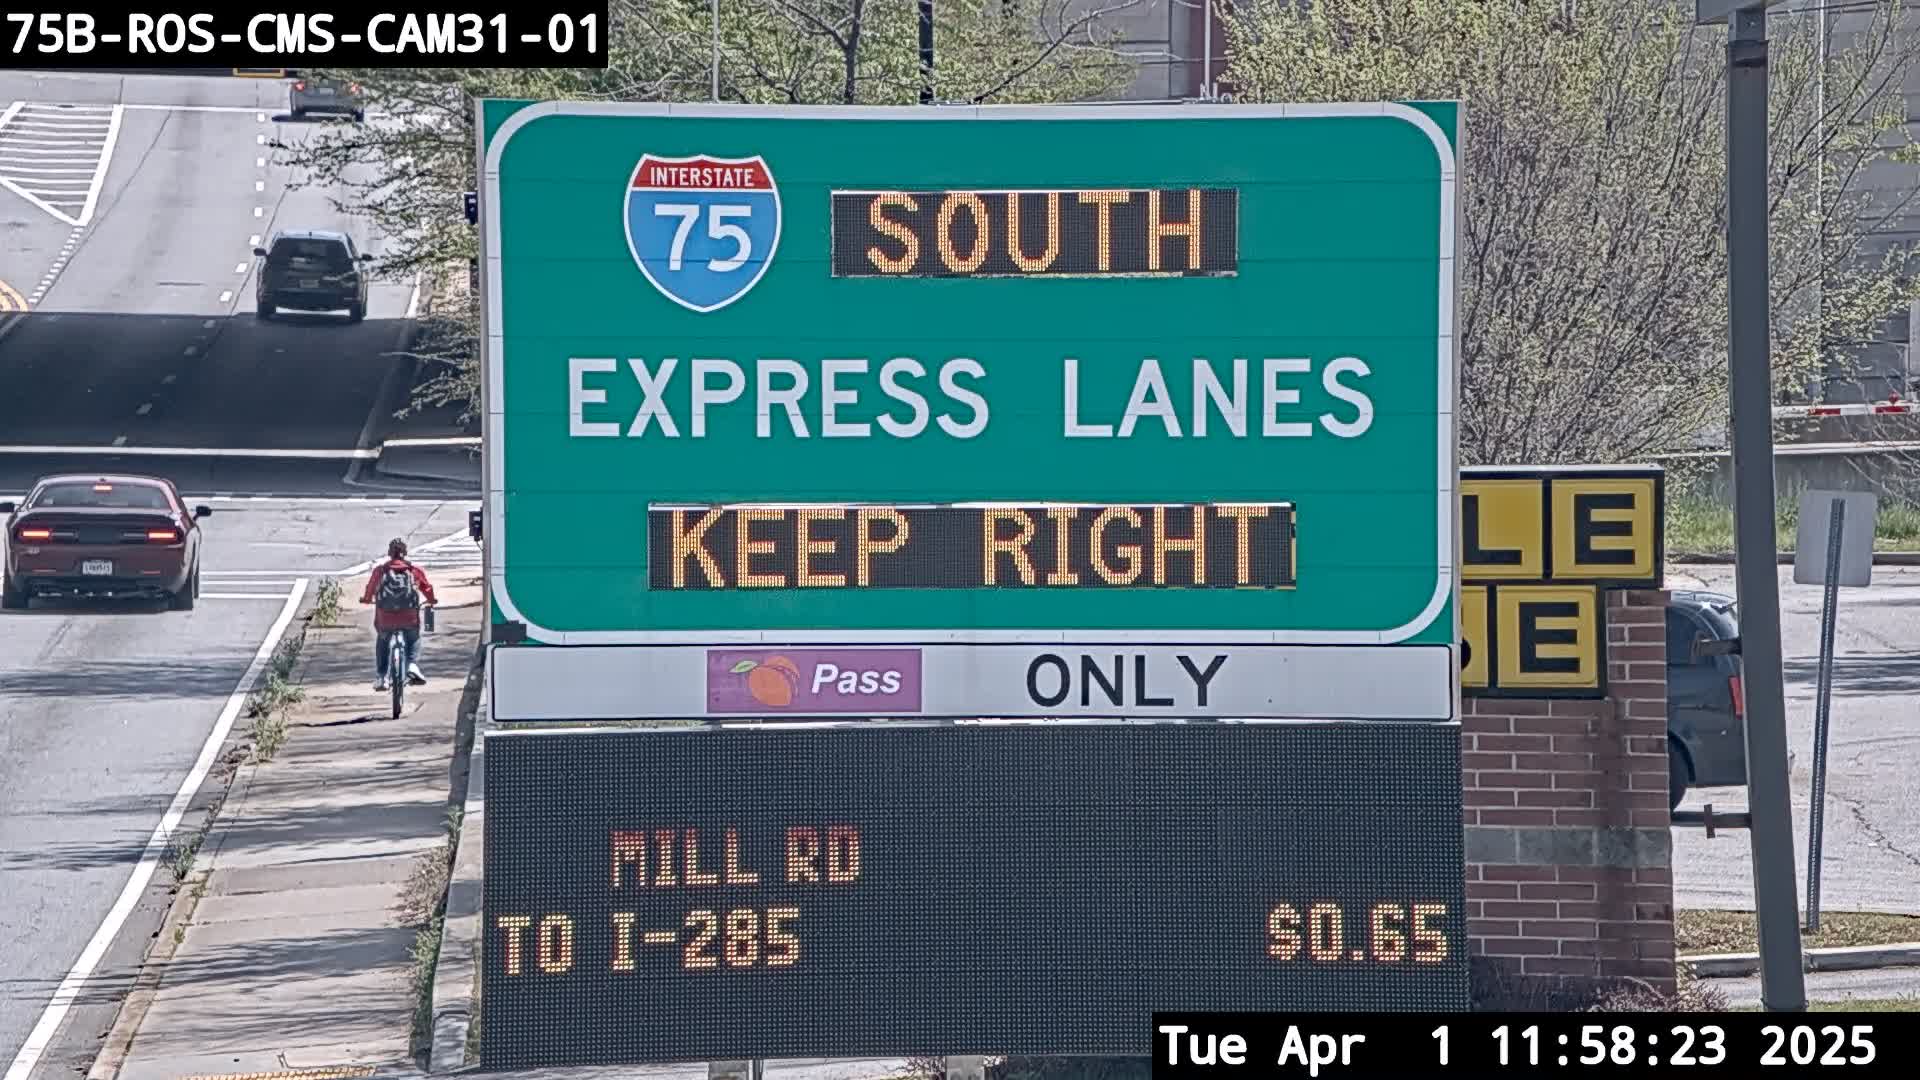 75B-ROS-CMS-CAM31-01
INTERSTATE
75
SOUTH
EXPRESS LANES
KEEP RIGHT
Pass ONLY
LE
E
MILL RD
TO I-285 $0.65
Tue Apr 1 11:58:23 2025